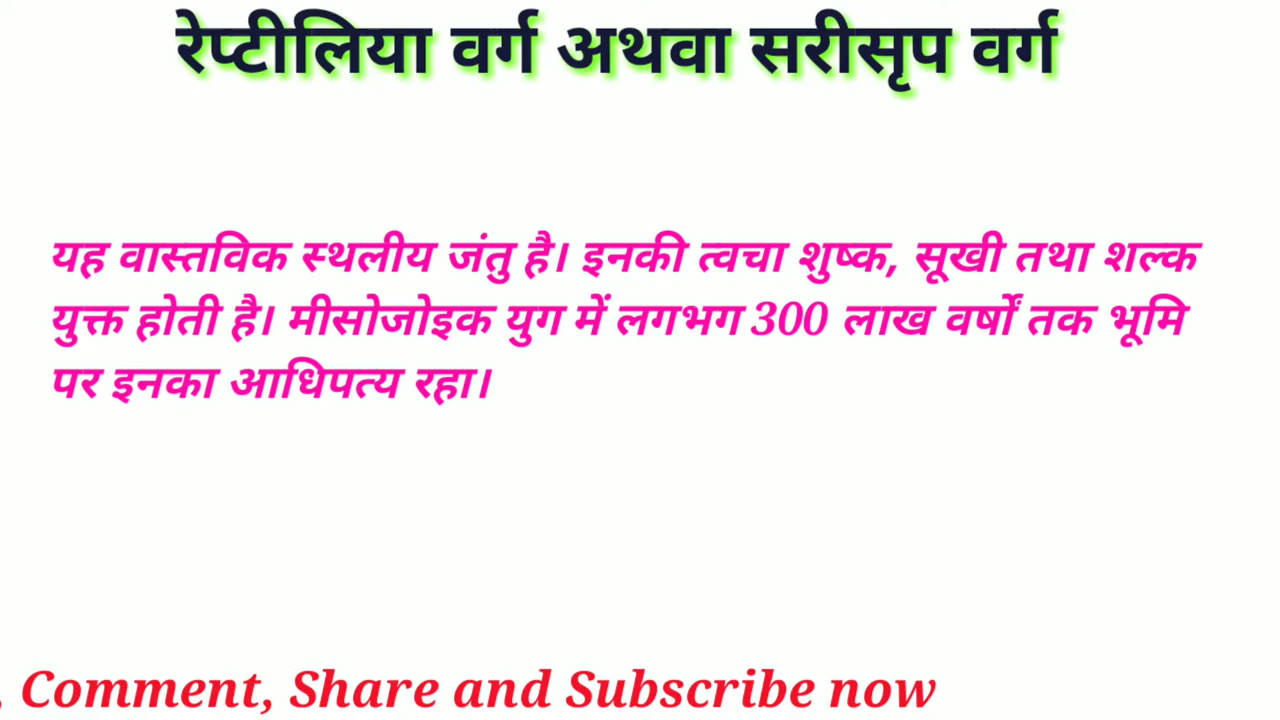 रेप्टीलिया वर्ग अथवा सरीसृप वर्ग
यह वास्तविक स्थलीय जंतु है। इनकी त्वचा शुष्क, सूखी तथा शल्क
युक्त होती है। मीसोजोइक युग में लगभग 300 लाख वर्षों तक भूमि
पर इनका आधिपत्य रहा।
, Comment, Share and Subscribe now